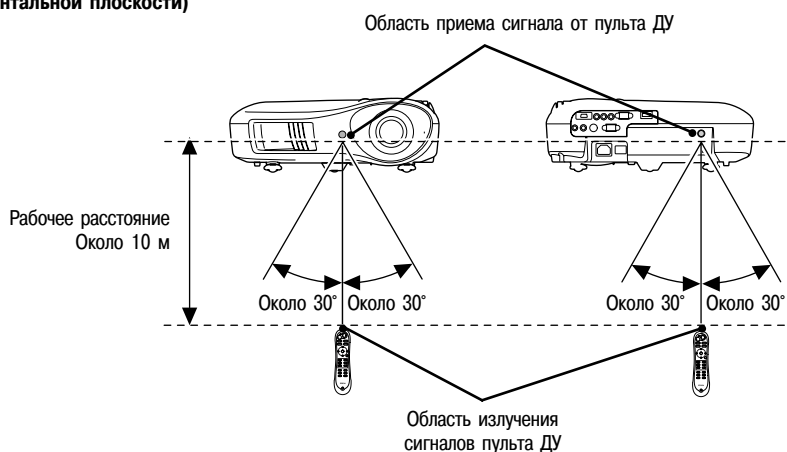 нтальной плоскости)
Область приема сигнала от пульта ДУ
Рабочее расстояние
Около 10 м
Около 30° Около 30°
Около 30° Около 30°
Область излучения
сигналов пульта ДУ